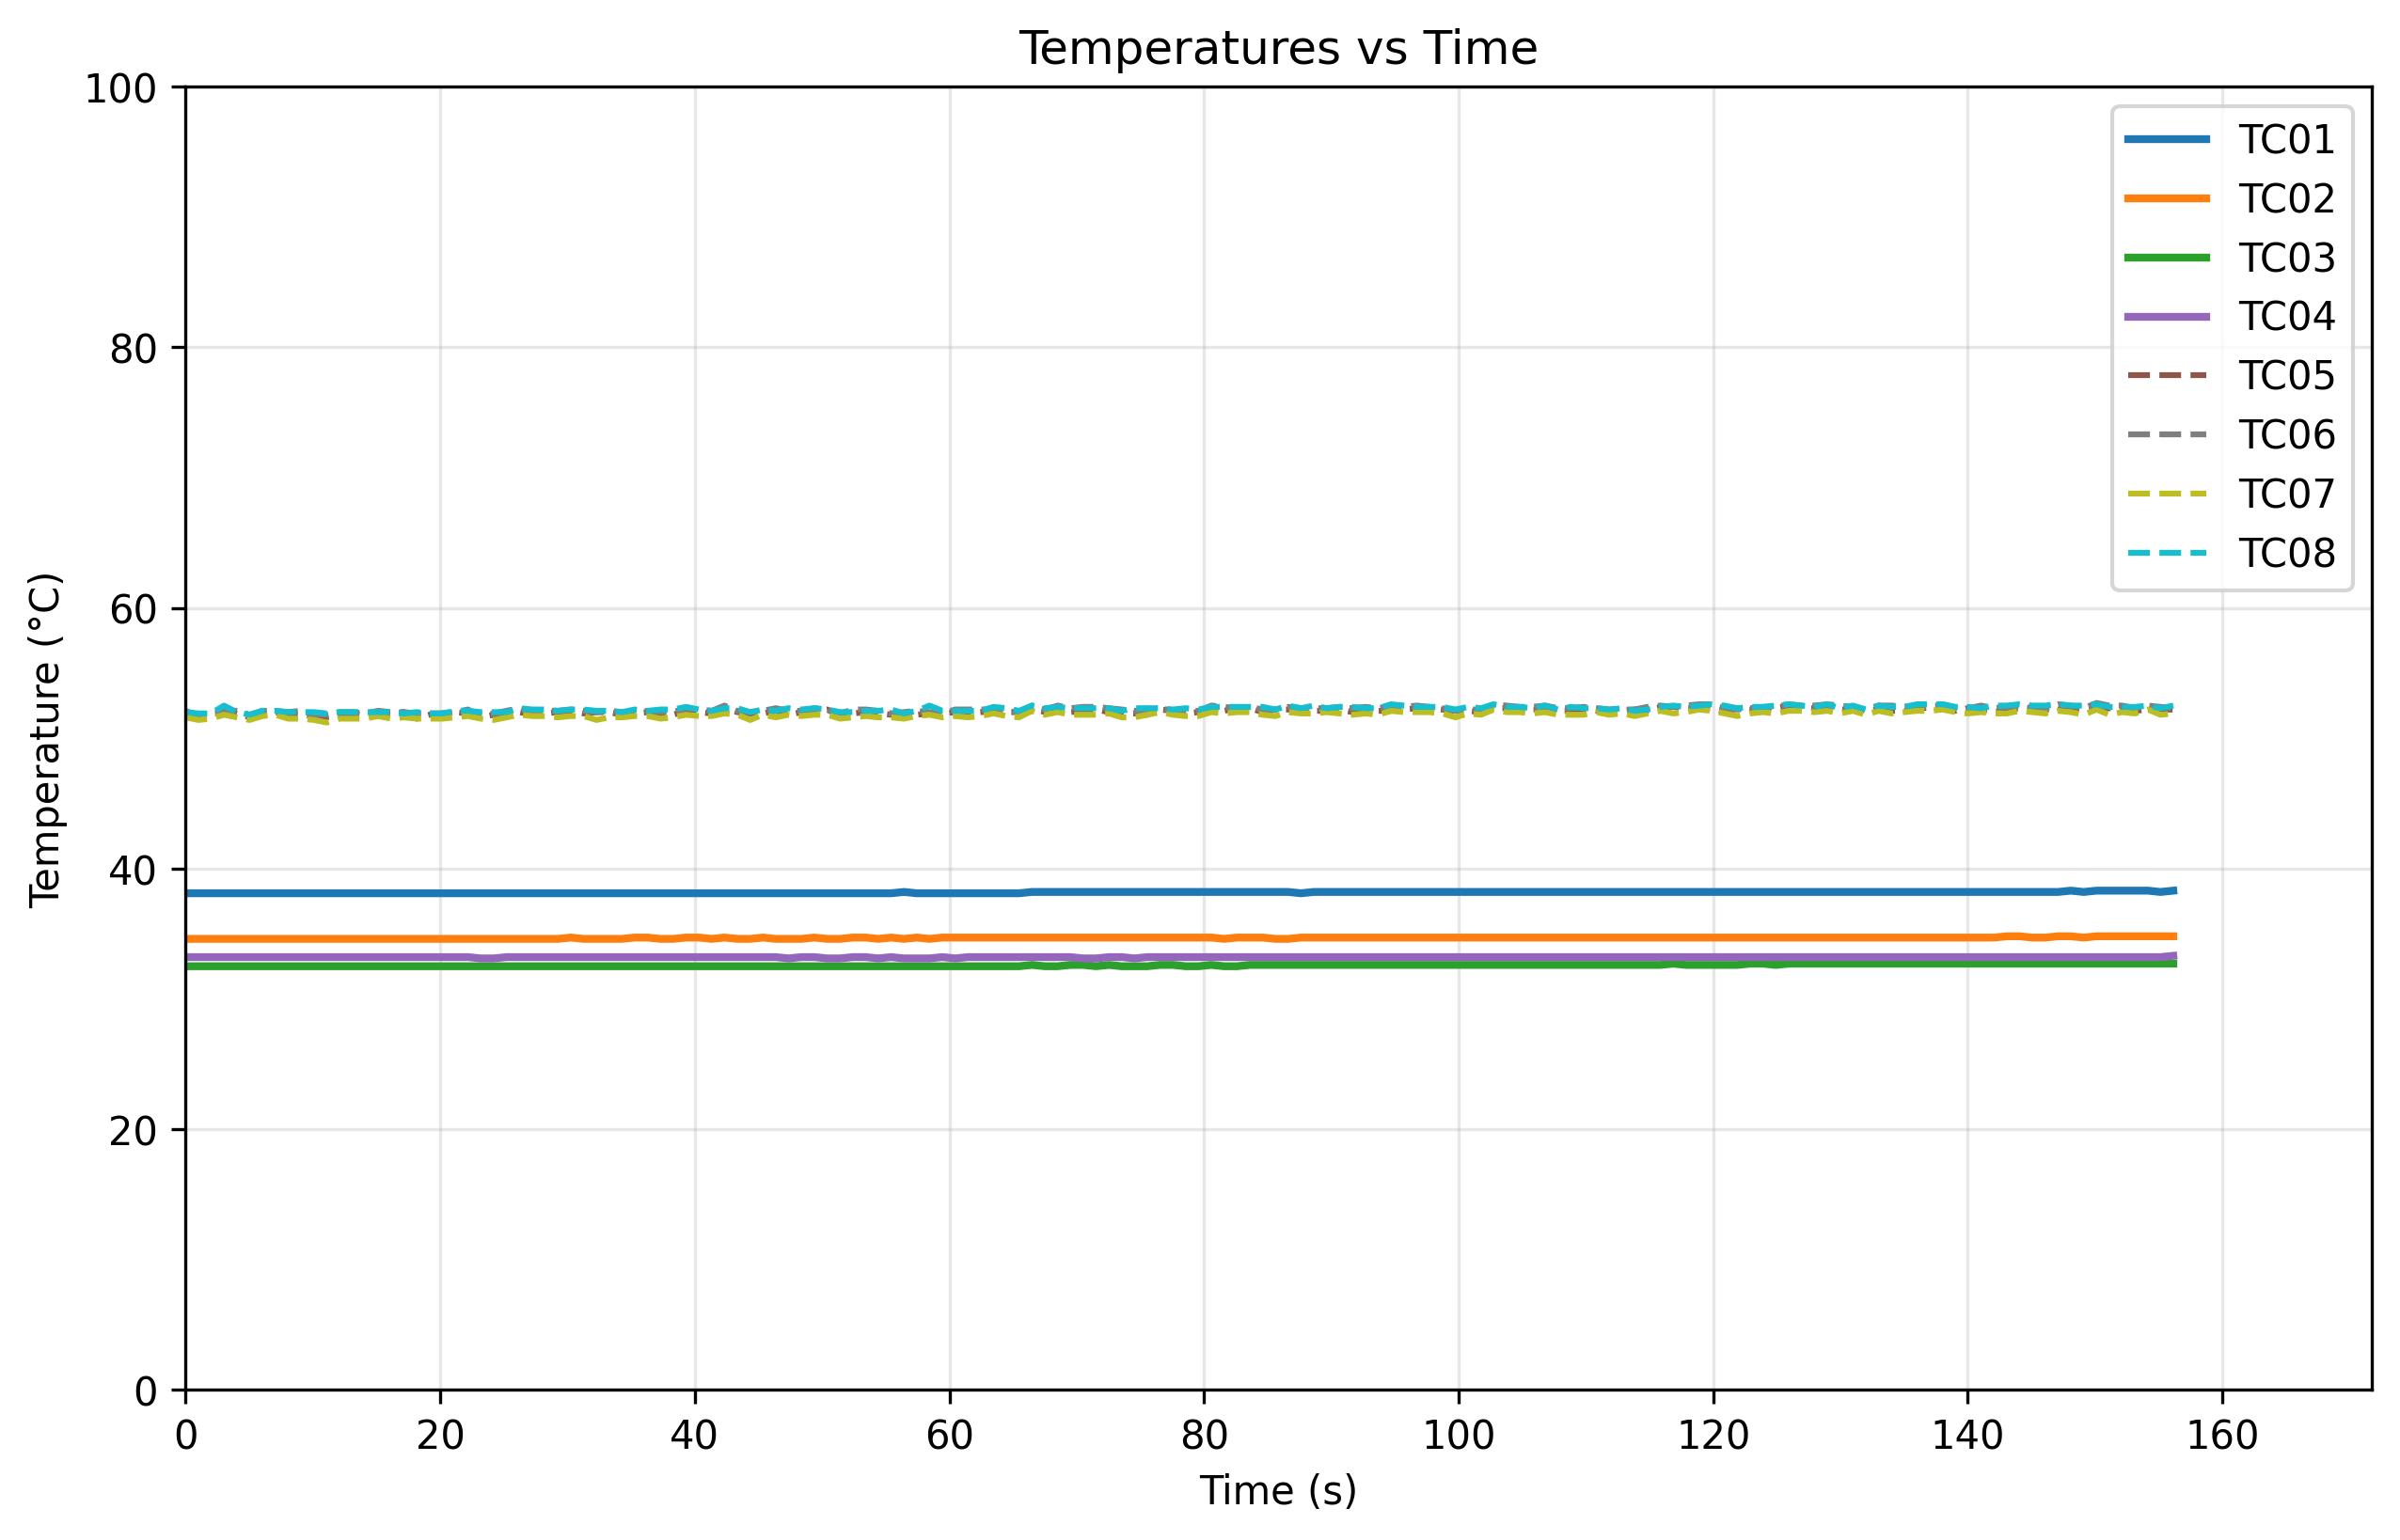 Temperatures vs Time
100
80
60
40
20
0
Temperature (°C)
0 20 40 60 80 100 120 140 160
Time (s)
TC01
TC02
TC03
TC04
TC05
TC06
TC07
TC08